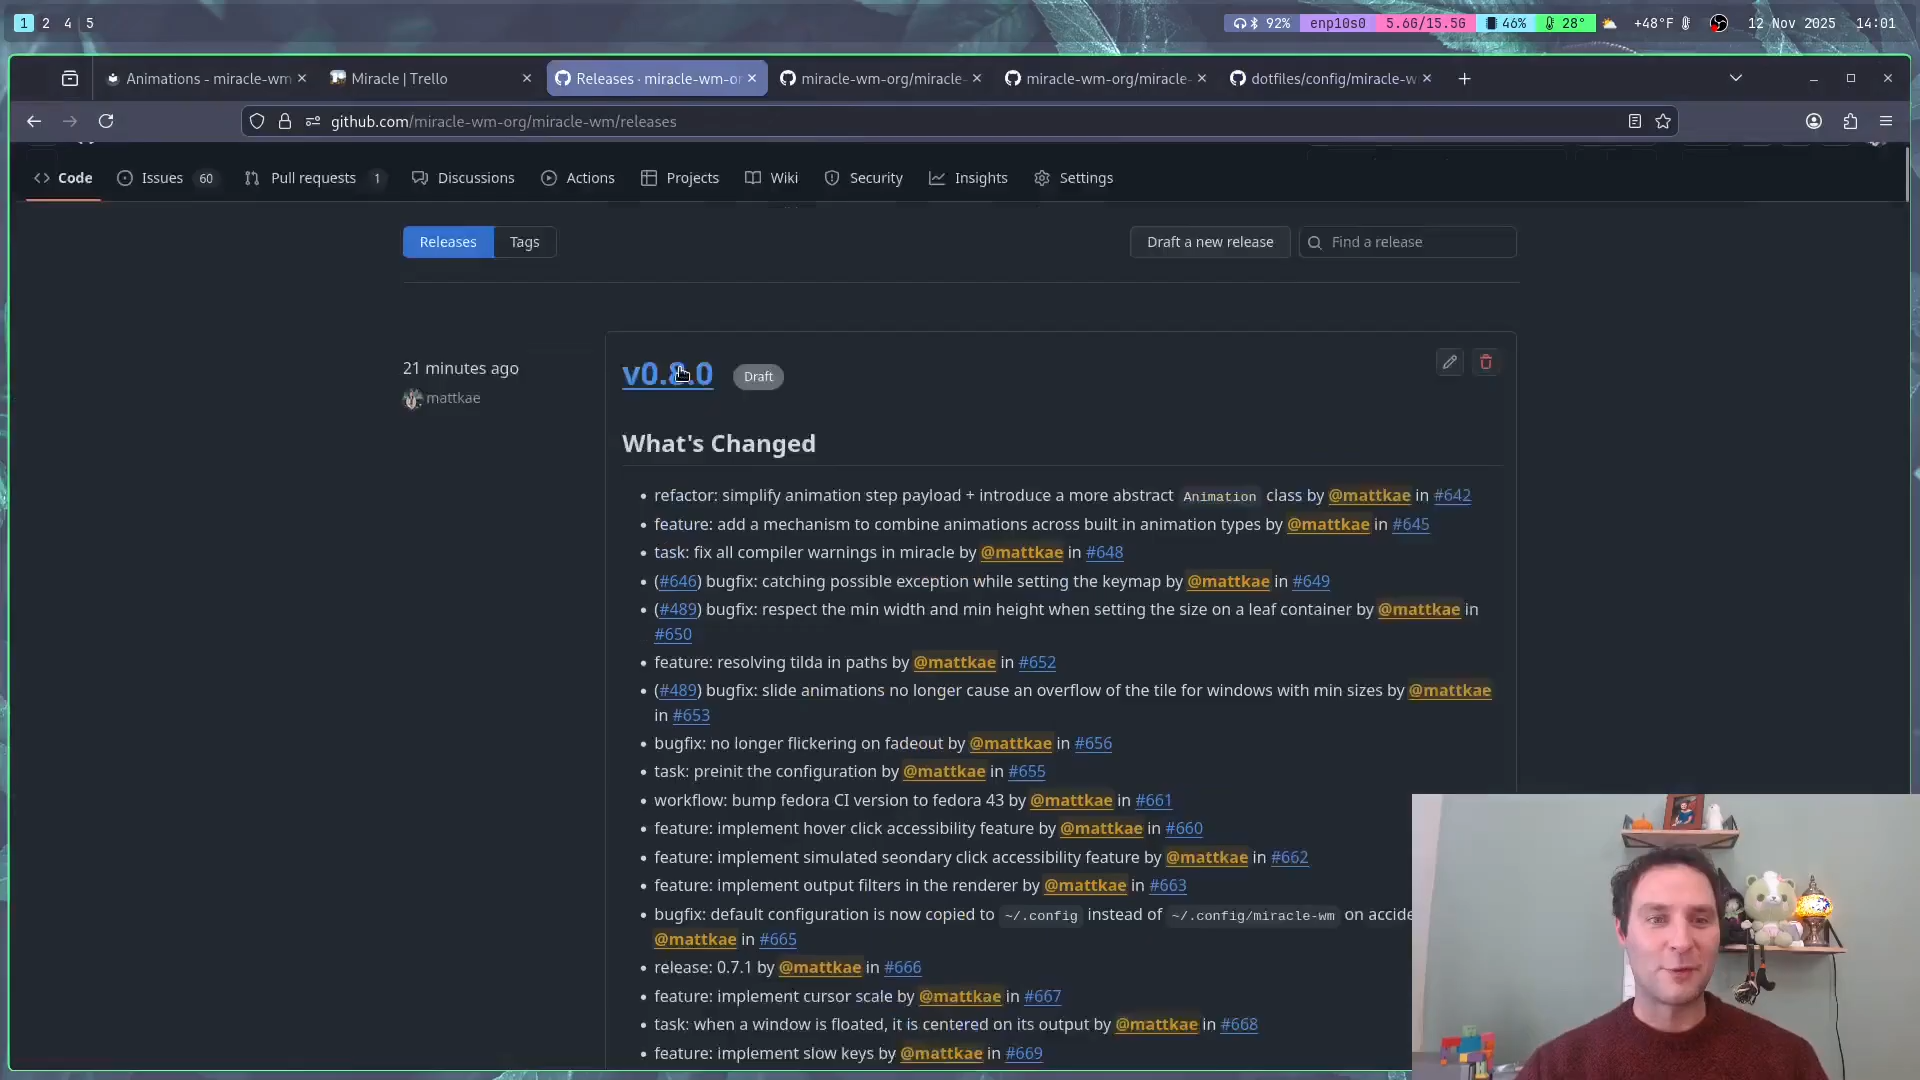 1 2 4 5
92% enp10s0 5.6G/15.5G 46% 28° +48°F 12 Nov 2025 14:01
Animations - miracle-wm
Miracle | Trello
Releases · miracle-wm-or
miracle-wm-org/miracle-
miracle-wm-org/miracle-
dotfiles/config/miracle-w
github.com/miracle-wm-org/miracle-wm/releases
Code Issues 60 Pull requests 1 Discussions Actions Projects Wiki Security Insights Settings
Releases Tags Draft a new release Find a release
21 minutes ago
mattkae
v0.8.0 Draft
What's Changed
refactor: simplify animation step payload + introduce a more abstract Animation class by @mattkae in #642
feature: add a mechanism to combine animations across built in animation types by @mattkae in #645
task: fix all compiler warnings in miracle by @mattkae in #648
(#646) bugfix: catching possible exception while setting the keymap by @mattkae in #649
(#489) bugfix: respect the min width and min height when setting the size on a leaf container by @mattkae in
#650
feature: resolving tilda in paths by @mattkae in #652
(#489) bugfix: slide animations no longer cause an overflow of the tile for windows with min sizes by @mattkae
in #653
bugfix: no longer flickering on fadeout by @mattkae in #656
task: preinit the configuration by @mattkae in #655
workflow: bump fedora CI version to fedora 43 by @mattkae in #661
feature: implement hover click accessibility feature by @mattkae in #660
feature: implement simulated seondary click accessibility feature by @mattkae in #662
feature: implement output filters in the renderer by @mattkae in #663
bugfix: default configuration is now copied to ~/.config instead of ~/.config/miracle-wm on accide
@mattkae in #665
release: 0.7.1 by @mattkae in #666
feature: implement cursor scale by @mattkae in #667
task: when a window is floated, it is centered on its output by @mattkae in #668
feature: implement slow keys by @mattkae in #669